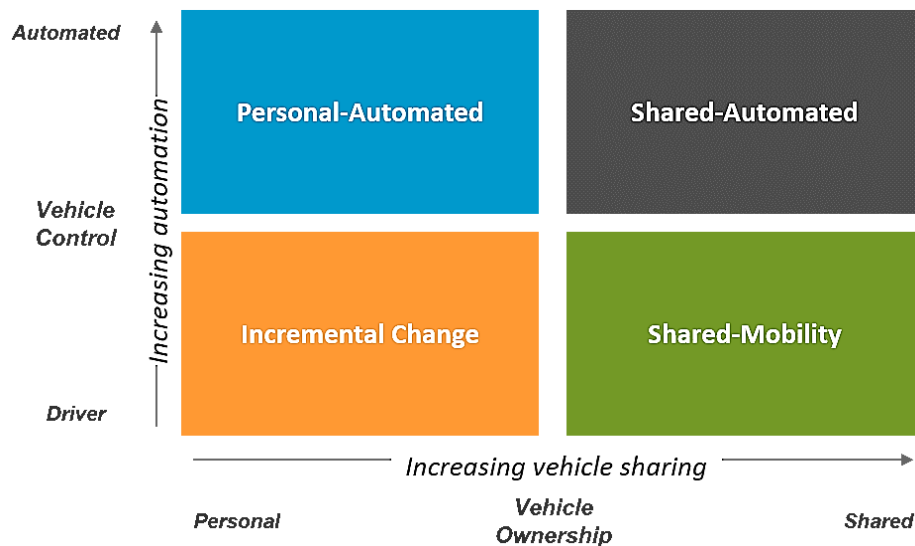 Automated
Personal-Automated
Shared-Automated
Increasing automation
Vehicle
Control
Incremental Change
Shared-Mobility
Driver
Increasing vehicle sharing
Personal
Vehicle
Ownership
Shared